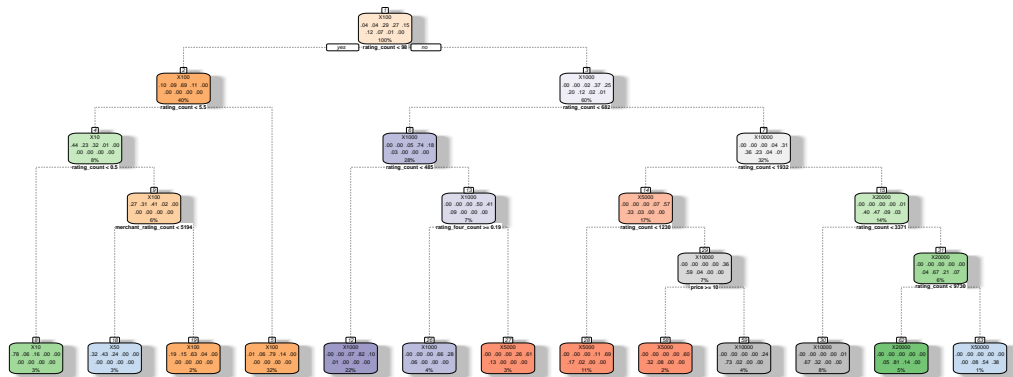 1
X100
.04 .04 .29 .27 .15
.12 .07 .01 .00
100%
yes rating_count < 98 no
2
X100
.10 .09 .69 .11 .00
.00 .00 .00 .00
40%
rating_count < 5.5
3
X1000
.00 .00 .02 .37 .25
.20 .12 .02 .01
60%
rating_count < 682
4
X10
.44 .23 .32 .01 .00
.00 .00 .00 .00
8%
rating_count < 0.5
6
X1000
.00 .00 .05 .74 .18
.03 .00 .00 .00
28%
rating_count < 485
7
X10000
.00 .00 .00 .04 .31
.36 .23 .04 .01
32%
rating_count < 1932
9
X100
.27 .31 .41 .02 .00
.00 .00 .00 .00
6%
merchant_rating_count < 5194
13
X1000
.00 .00 .00 .50 .41
.09 .00 .00 .00
7%
rating_four_count >= 0.19
14
X5000
.00 .00 .00 .07 .57
.33 .03 .00 .00
17%
rating_count < 1230
15
X20000
.00 .00 .00 .00 .01
.40 .47 .09 .03
14%
rating_count < 3371
29
X10000
.00 .00 .00 .00 .36
.59 .04 .00 .00
7%
price >= 10
31
X20000
.00 .00 .00 .00 .00
.04 .67 .21 .07
6%
rating_count < 9730
8
X10
.78 .06 .16 .00 .00
.00 .00 .00 .00
3%
18
X50
.32 .43 .24 .00 .00
.00 .00 .00 .00
3%
19
X100
.19 .15 .63 .04 .00
.00 .00 .00 .00
2%
5
X100
.01 .06 .79 .14 .00
.00 .00 .00 .00
32%
12
X1000
.00 .00 .07 .82 .10
.01 .00 .00 .00
22%
26
X1000
.00 .00 .00 .66 .28
.06 .00 .00 .00
4%
27
X5000
.00 .00 .00 .26 .61
.13 .00 .00 .00
3%
28
X5000
.00 .00 .00 .11 .69
.17 .02 .00 .00
11%
58
X5000
.00 .00 .00 .00 .60
.32 .08 .00 .00
2%
59
X10000
.00 .00 .00 .00 .24
.73 .02 .00 .00
4%
30
X10000
.00 .00 .00 .00 .01
.67 .32 .00 .00
8%
62
X20000
.00 .00 .00 .00 .00
.05 .81 .14 .00
5%
63
X50000
.00 .00 .00 .00 .00
.00 .08 .54 .38
1%